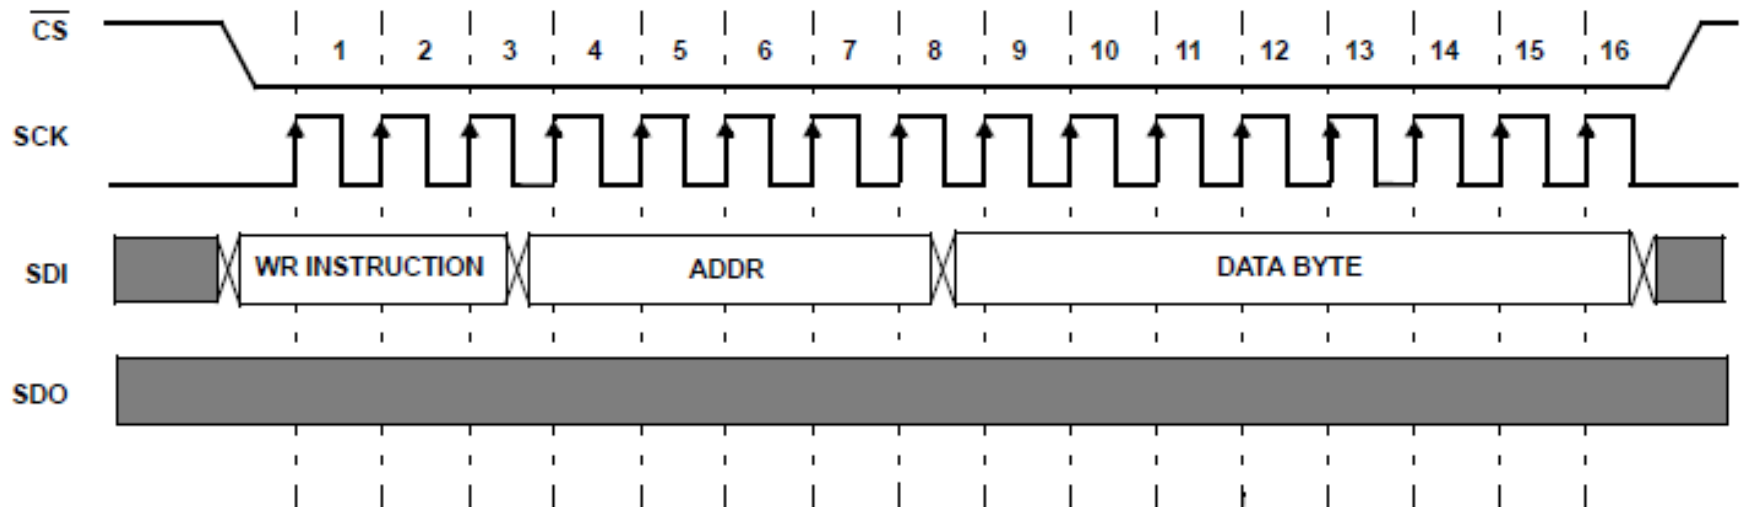 CS 1 2 3 4 5 6 7 8 9 10 11 12 13 14 15 16
SCK
SDI WR INSTRUCTION ADDR DATA BYTE
SDO